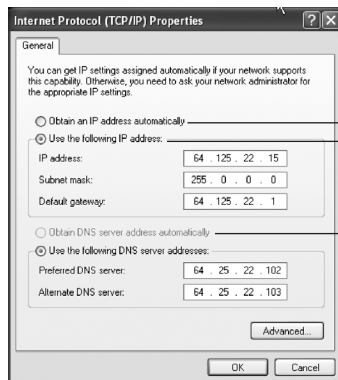 Internet Protocol (TCP/IP) Properties
General
You can get IP settings assigned automatically if your network supports
this capability. Otherwise, you need to ask your network administrator for
the appropriate IP settings.
Obtain an IP address automatically
Use the following IP address:
IP address: 64 . 125 . 22 . 15
Subnet mask: 255 . 0 . 0 . 0
Default gateway: 64 . 125 . 22 . 1
Obtain DNS server address automatically
Use the following DNS server addresses:
Preferred DNS server: 64 . 25 . 22 . 102
Alternate DNS server: 64 . 25 . 22 . 103
Advanced...
OK Cancel